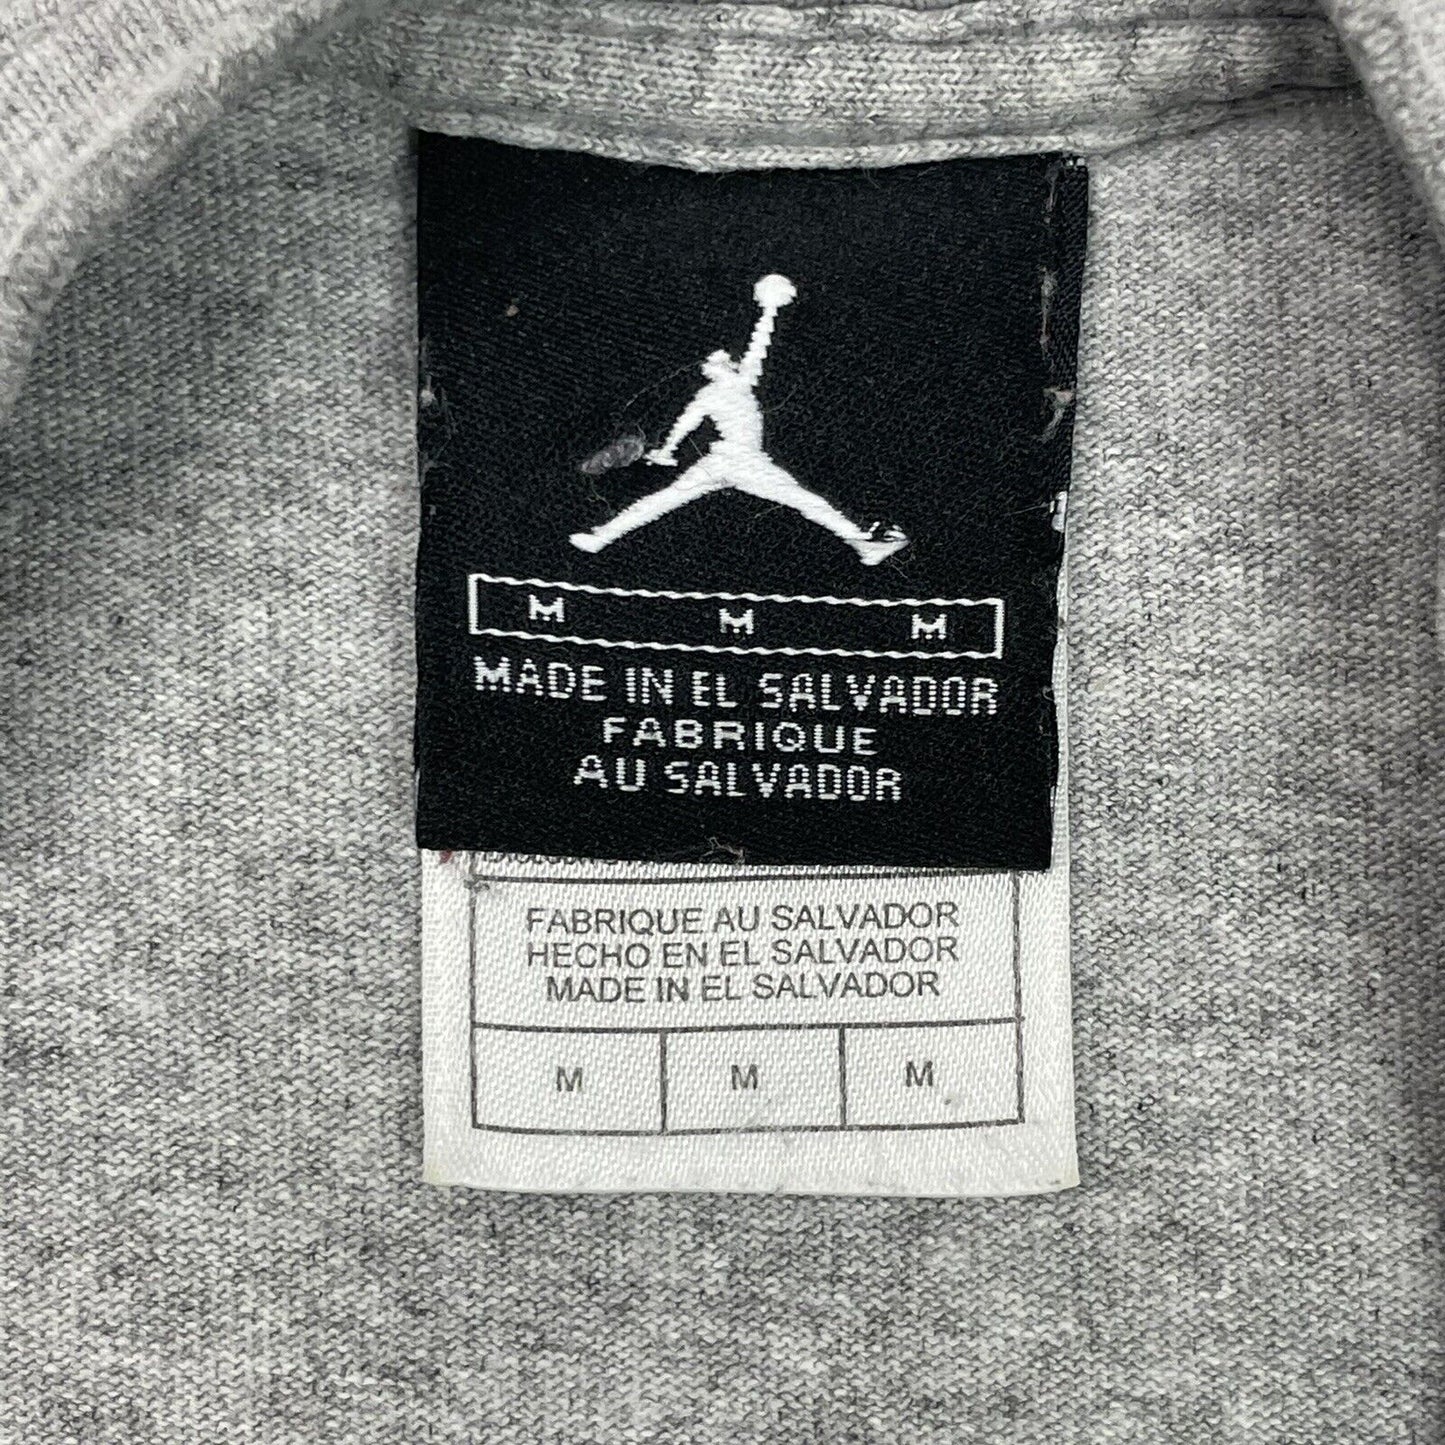 M M M
MADE IN EL SALVADOR
FABRIQUE
AU SALVADOR
FABRIQUE AU SALVADOR
HECHO EN EL SALVADOR
MADE IN EL SALVADOR
M M M